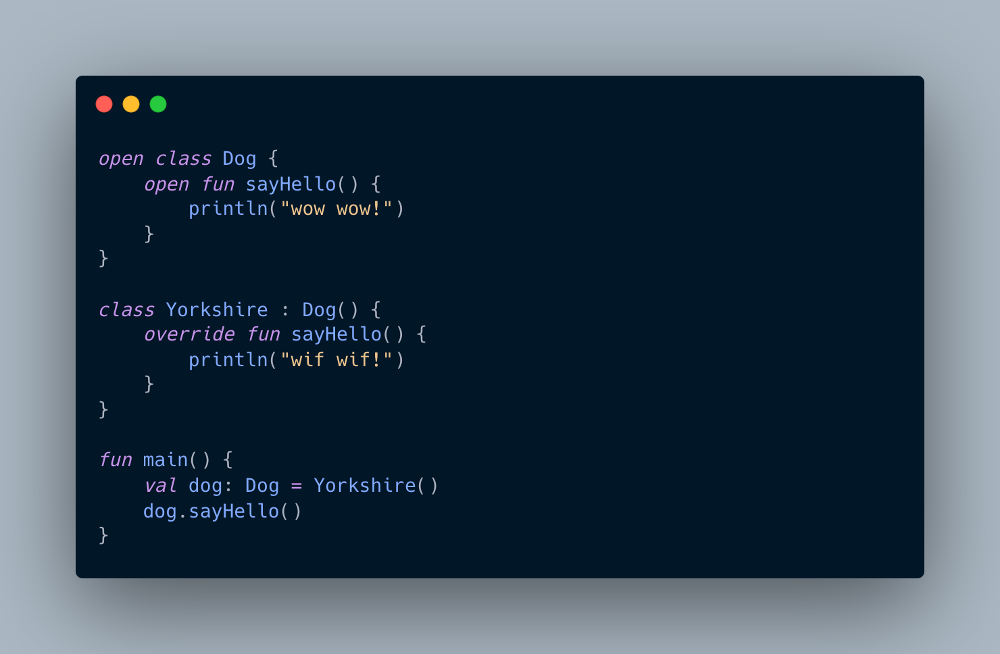 open class Dog {
    open fun sayHello() {
        println("wow wow!")
    }
}

class Yorkshire : Dog() {
    override fun sayHello() {
        println("wif wif!")
    }
}

fun main() {
    val dog: Dog = Yorkshire()
    dog.sayHello()
}